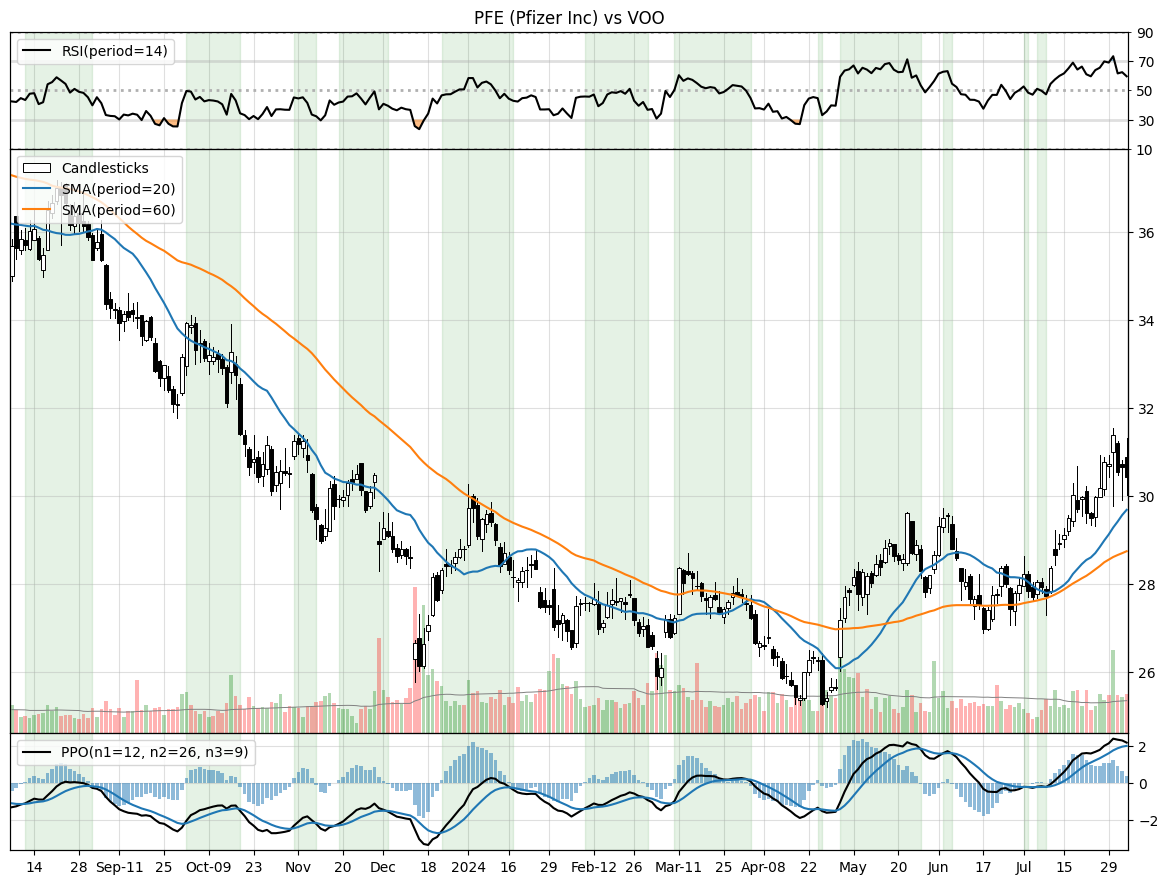 PFE (Pfizer Inc) vs VOO
RSI(period=14)
90
70
50
30
10
Candlesticks
SMA(period=20)
SMA(period=60)
36
34
32
30
28
26
PPO(n1=12, n2=26, n3=9)
2
0
−2
14 28 Sep-11 25 Oct-09 23 Nov 20 Dec 18 2024 16 29 Feb-12 26 Mar-11 25 Apr-08 22 May 20 Jun 17 Jul 15 29